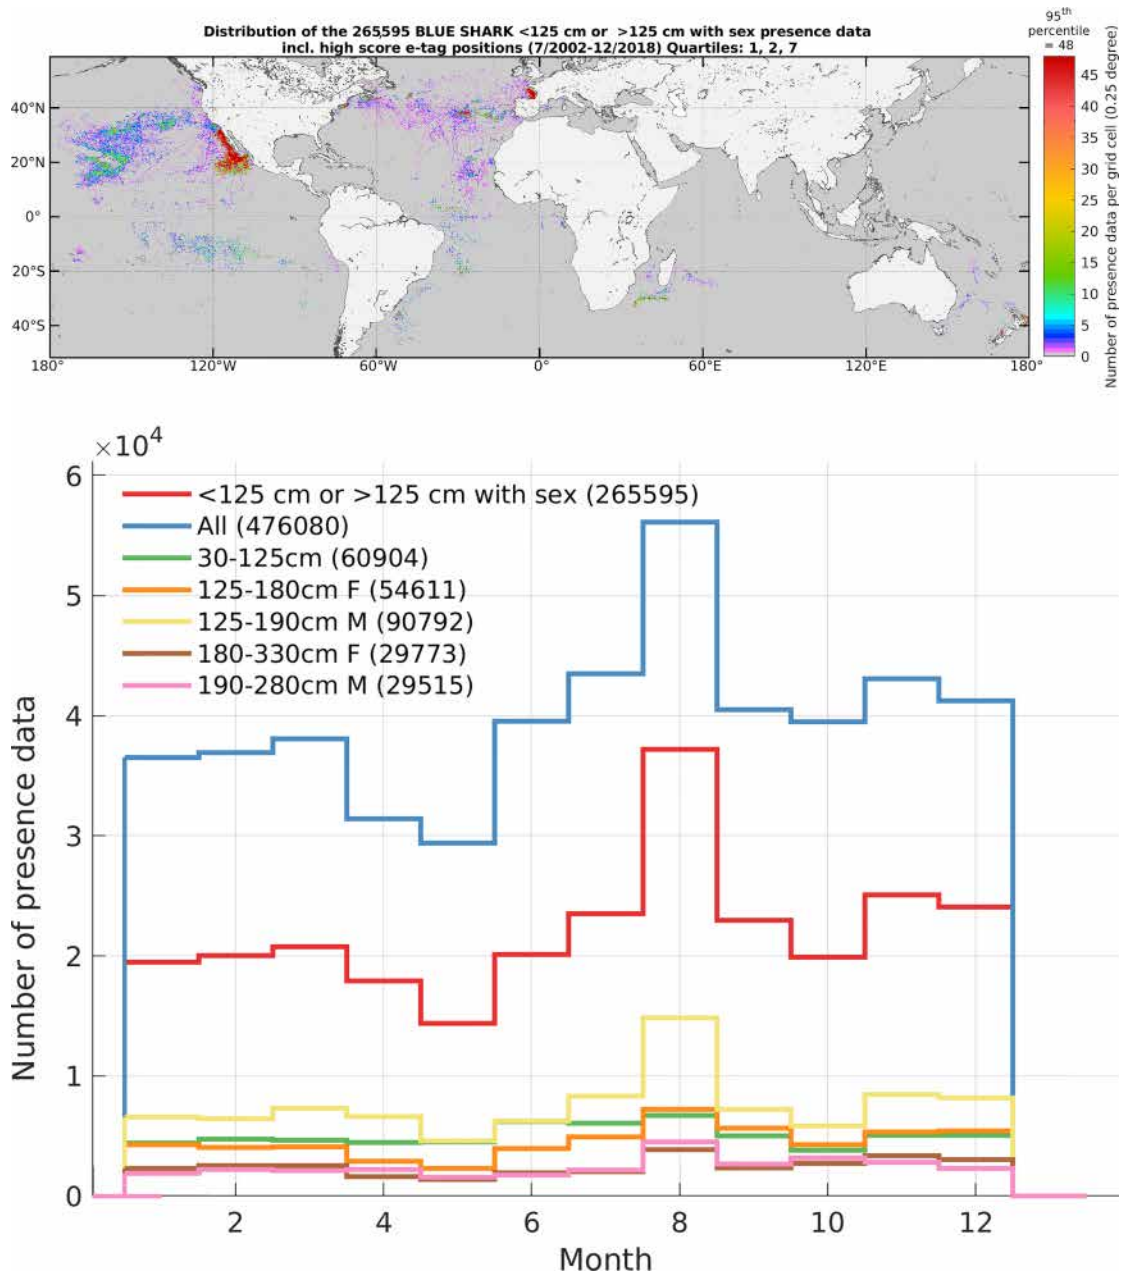 Distribution of the 265595 BLUE SHARK <125 cm or >125 cm with sex presence data
incl. high score e-tag positions (7/2002-12/2018) Quartiles: 1, 2, 7
95th
percentile
= 48
45
40
35
30
25
20
15
10
5
0
Number of presence data per grid cell (0.25 degree)
40°N
20°N
0°
20°S
40°S
180° 120°W 60°W 0° 60°E 120°E 180°
×10^4
6
5
4
3
2
1
0
<125 cm or >125 cm with sex (265595)
All (476080)
30-125cm (60904)
125-180cm F (54611)
125-190cm M (90792)
180-330cm F (29773)
190-280cm M (29515)
Number of presence data
2 4 6 8 10 12
Month